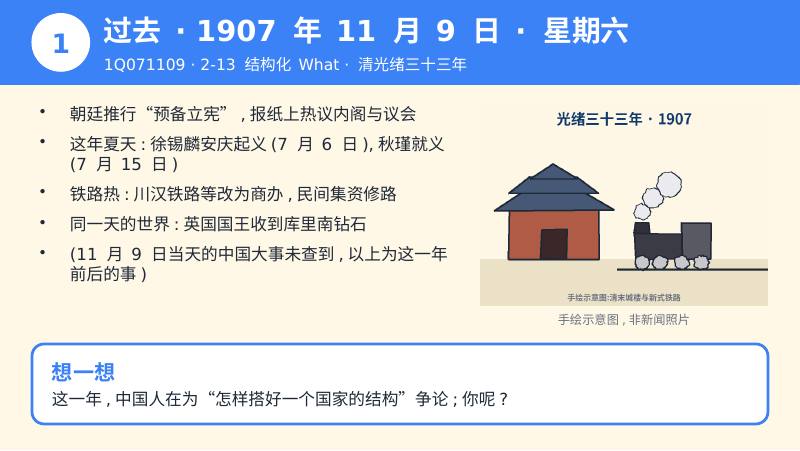 1
过去 · 1907 年 11 月 9 日 · 星期六
1Q071109 · 2-13 结构化 What · 清光绪三十三年
• 朝廷推行“预备立宪”, 报纸上热议内阁与议会
• 这年夏天 : 徐锡麟安庆起义 (7 月 6 日 ), 秋瑾就义
(7 月 15 日 )
• 铁路热 : 川汉铁路等改为商办 , 民间集资修路
• 同一天的世界 : 英国国王收到库里南钻石
• (11 月 9 日当天的中国大事未查到 , 以上为这一年
前后的事 )
光绪三十三年 · 1907
手绘示意图:清末城楼与新式铁路
手绘示意图 , 非新闻照片
想一想
这一年 , 中国人在为“怎样搭好一个国家的结构”争论 ; 你呢 ?